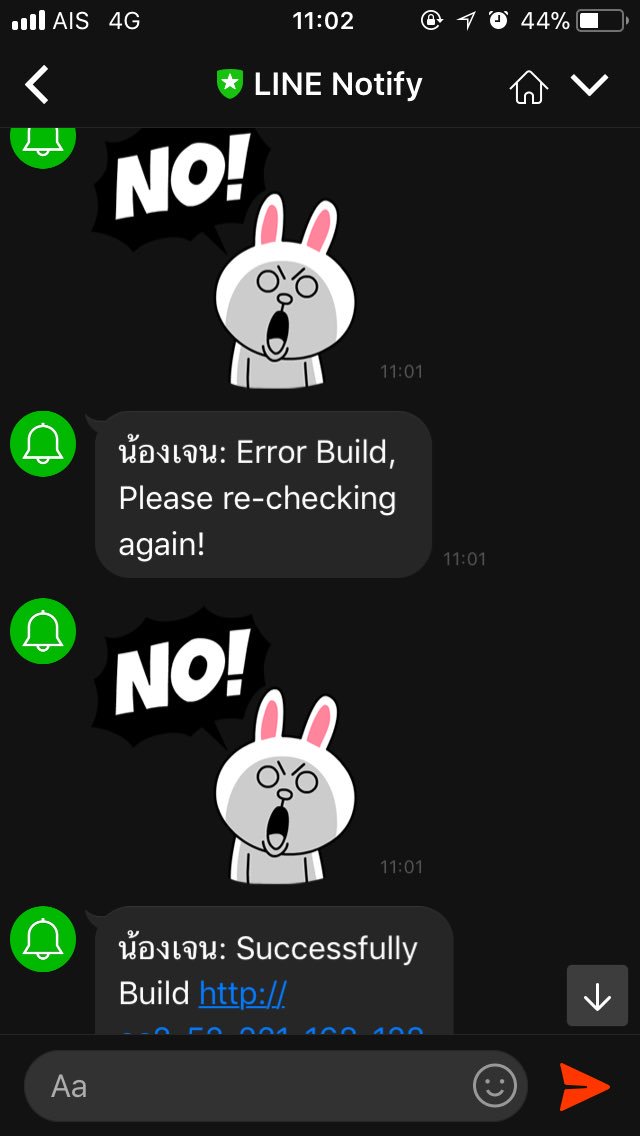 AIS 4G 11:02 44%
LINE Notify
NO!
11:01
น้องเจน: Error Build,
Please re-checking
again!
11:01
NO!
11:01
น้องเจน: Successfully
Build http://
Aa